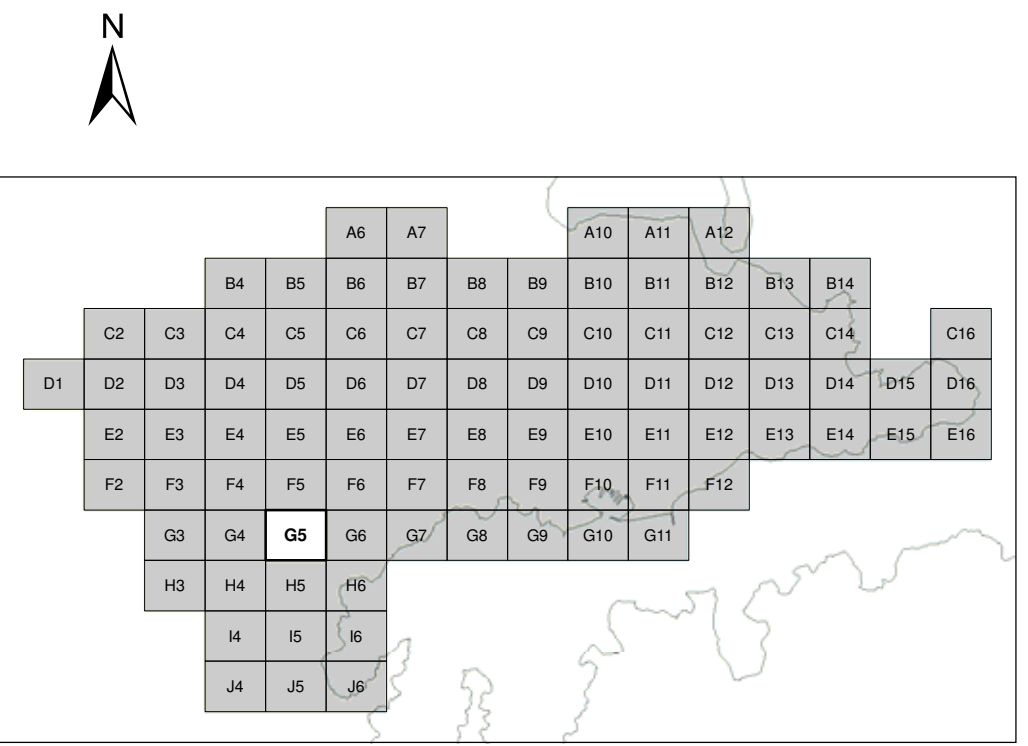 N
A6 A7 A10 A11 A12
B4 B5 B6 B7 B8 B9 B10 B11 B12 B13 B14
C2 C3 C4 C5 C6 C7 C8 C9 C10 C11 C12 C13 C14 C16
D1 D2 D3 D4 D5 D6 D7 D8 D9 D10 D11 D12 D13 D14 D15 D16
E2 E3 E4 E5 E6 E7 E8 E9 E10 E11 E12 E13 E14 E15 E16
F2 F3 F4 F5 F6 F7 F8 F9 F10 F11 F12
G3 G4 G5 G6 G7 G8 G9 G10 G11
H3 H4 H5 H6
I4 I5 I6
J4 J5 J6